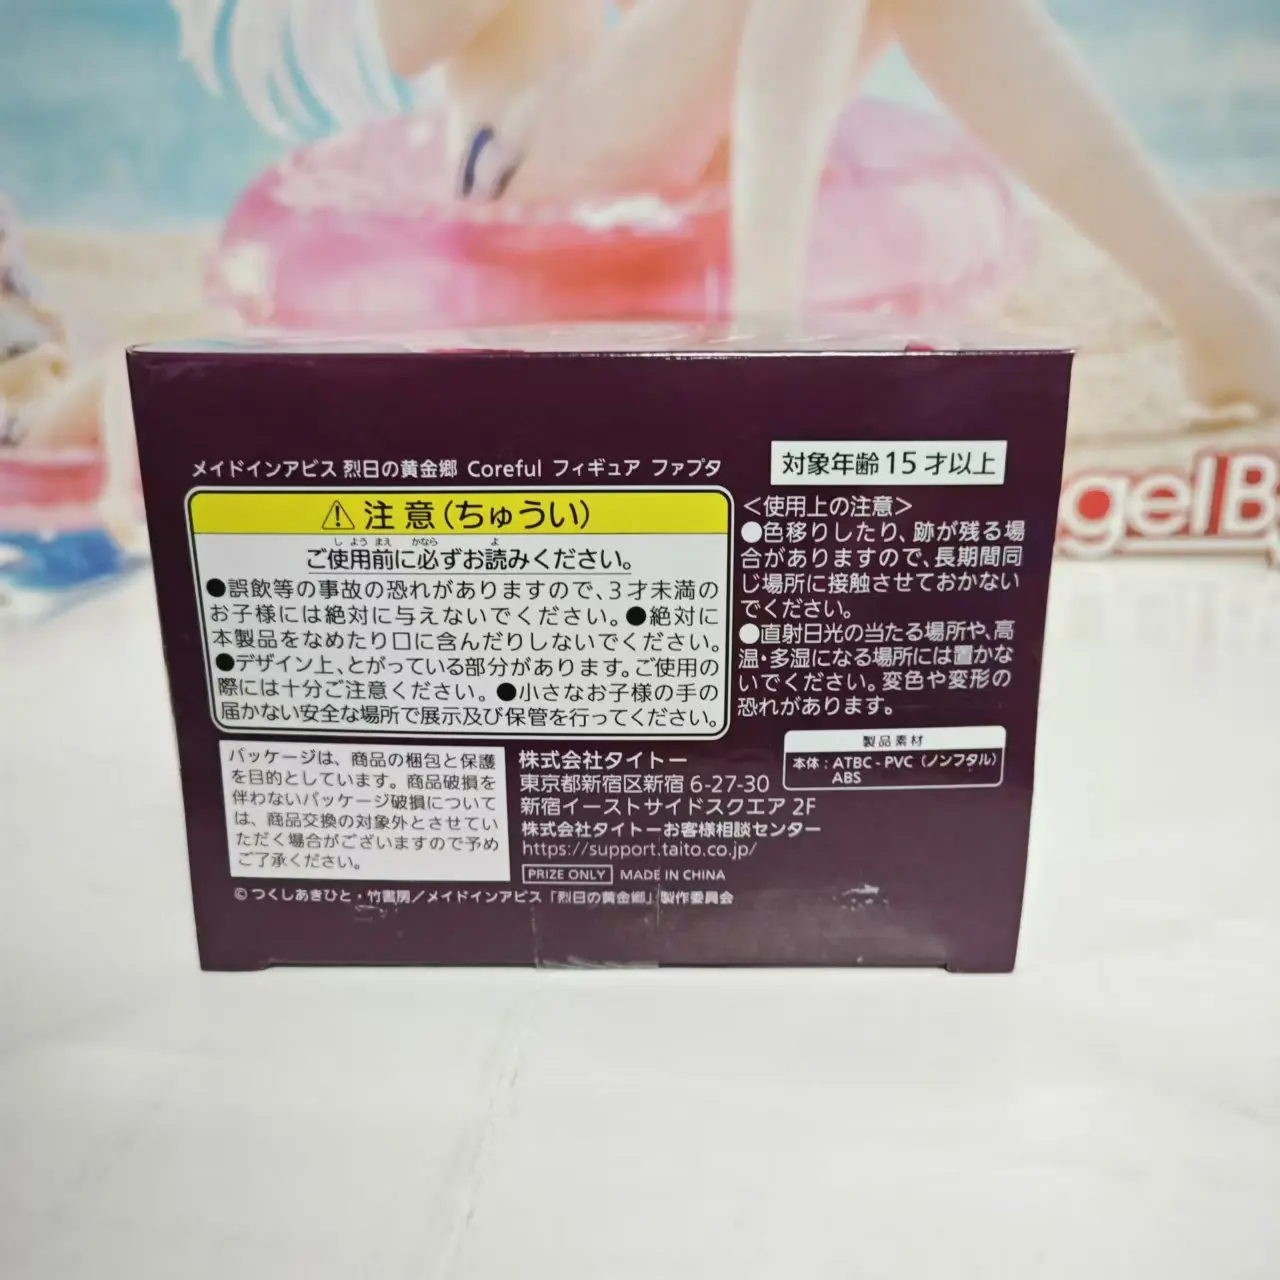 メイドインアビス 烈日の黄金郷 Coreful フィギュア ファプタ
対象年齢15才以上
⚠ 注意(ちゅうい)
しようまえ かなら よ
ご使用前に必ずお読みください。
●誤飲等の事故の恐れがありますので、3才未満の
お子様には絶対に与えないでください。●絶対に
本製品をなめたり口に含んだりしないでください。
●デザイン上、とがっている部分があります。ご使用の
際には十分ご注意ください。●小さなお子様の手の
届かない安全な場所で展示及び保管を行ってください。
<使用上の注意>
●色移りしたり、跡が残る場
合がありますので、長期間同
じ場所に接触させておかない
でください。
●直射日光の当たる場所や、高
温・多湿になる場所には置かな
いでください。変色や変形の
恐れがあります。
パッケージは、商品の梱包と保護
を目的としています。商品破損を
伴わないパッケージ破損について
は、商品交換の対象外とさせてい
ただく場合がございますので予め
ご了承ください。
株式会社タイトー
東京都新宿区新宿 6-27-30
新宿イーストサイドスクエア 2F
株式会社タイトーお客様相談センター
https://support.taito.co.jp/
PRIZE ONLY MADE IN CHINA
製品素材
本体：ATBC-PVC（ノンフタル）
ABS
© つくしあきひと・竹書房／メイドインアビス「烈日の黄金郷」製作委員会
gelB